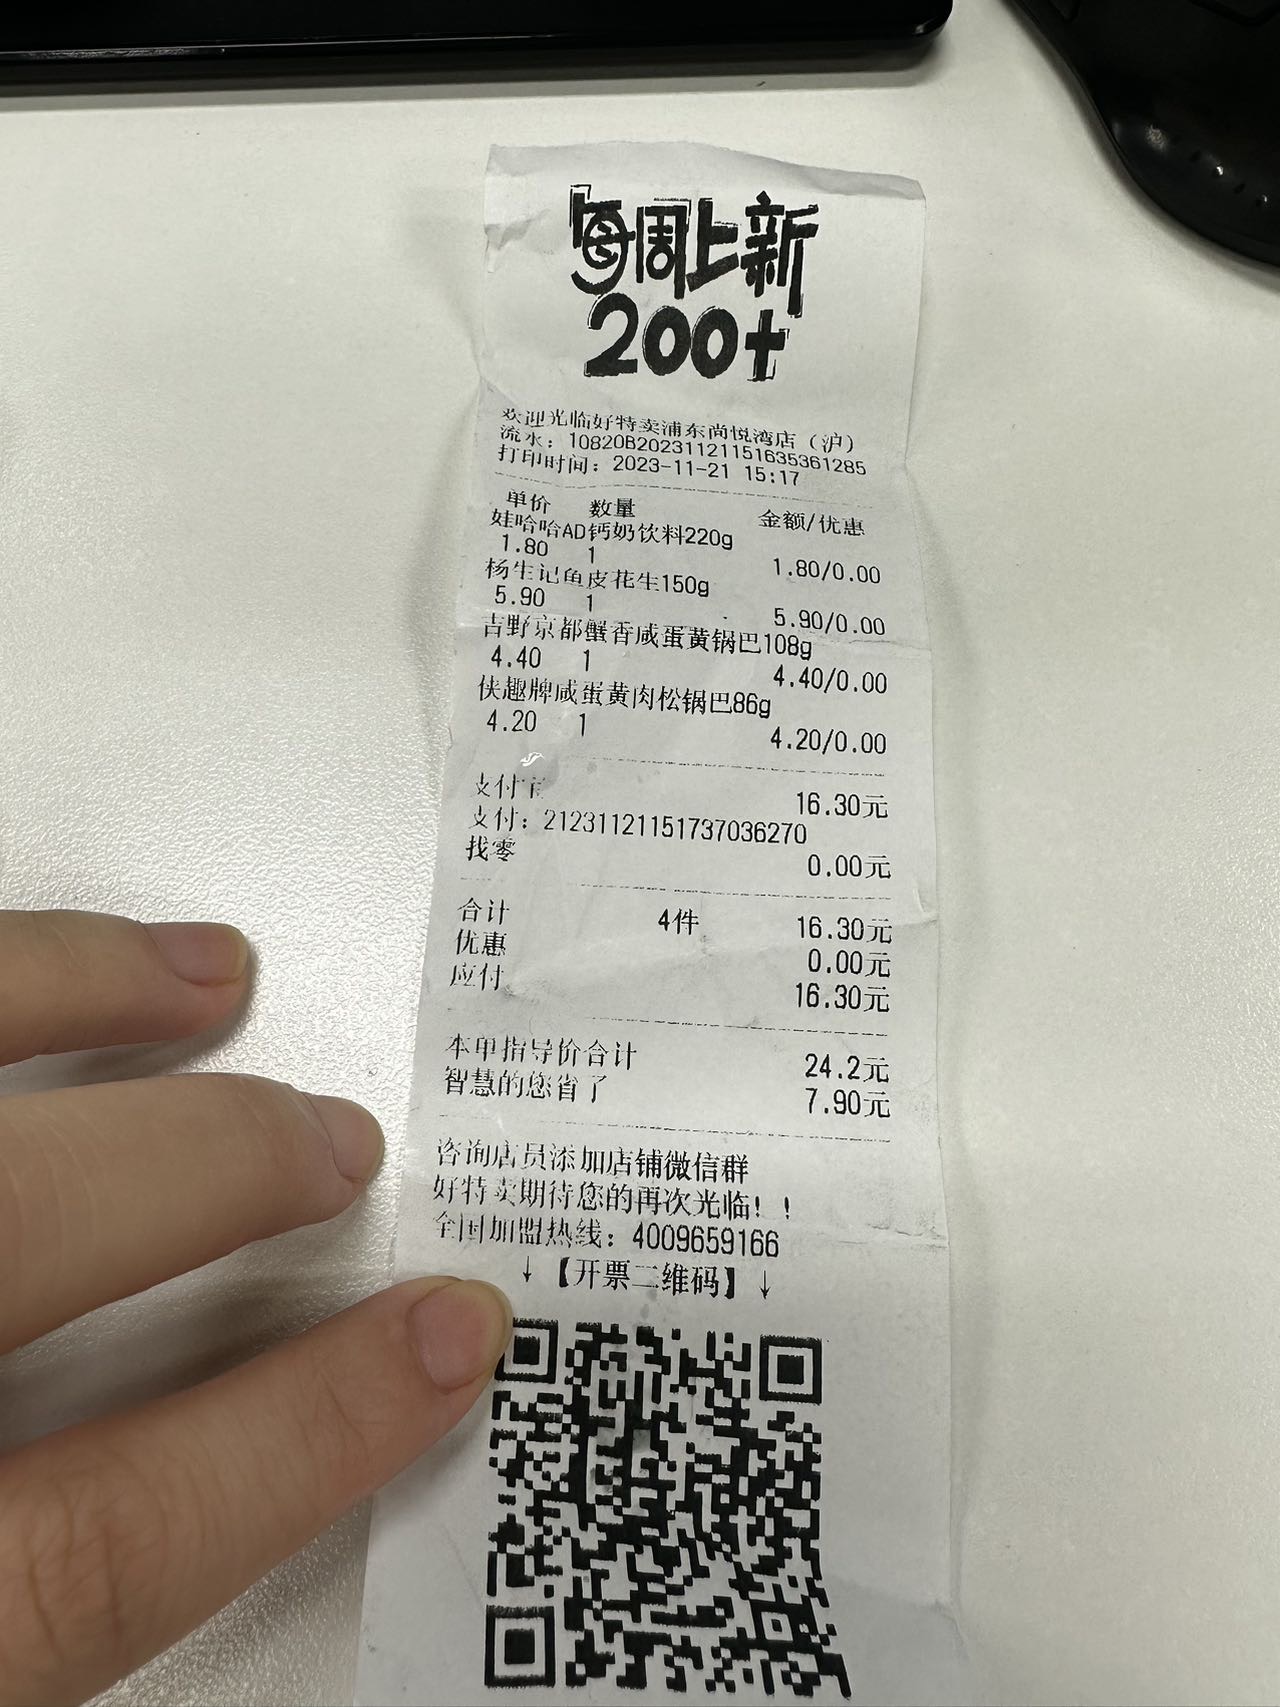 每周上新
200+
欢迎光临好特卖浦东尚悦湾店（沪）
流水：10820B20231121151635361285
打印时间：2023-11-21 15:17
单价 数量 金额/优惠
娃哈哈AD钙奶饮料220g
1.80 1 1.80/0.00
杨生记鱼皮花生150g
5.90 1 5.90/0.00
吉野京都蟹香咸蛋黄锅巴108g
4.40 1 4.40/0.00
侠趣牌咸蛋黄肉松锅巴86g
4.20 1 4.20/0.00
支付宝 16.30元
支付：21231121151737036270
找零 0.00元
合计 4件 16.30元
优惠 0.00元
应付 16.30元
本单指导价合计 24.2元
智慧的您省了 7.90元
咨询店员添加店铺微信群
好特卖期待您的再次光临！！
全国加盟热线：4009659166
↓【开票二维码】↓